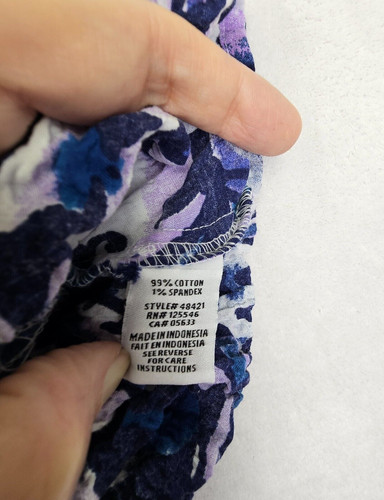 99% COTTON
1% SPANDEX
STYLE# 48421
RN# 125546
CA# 05633
MADE IN INDONESIA
FAIT EN INDONESIA
SEE REVERSE
FOR CARE
INSTRUCTIONS